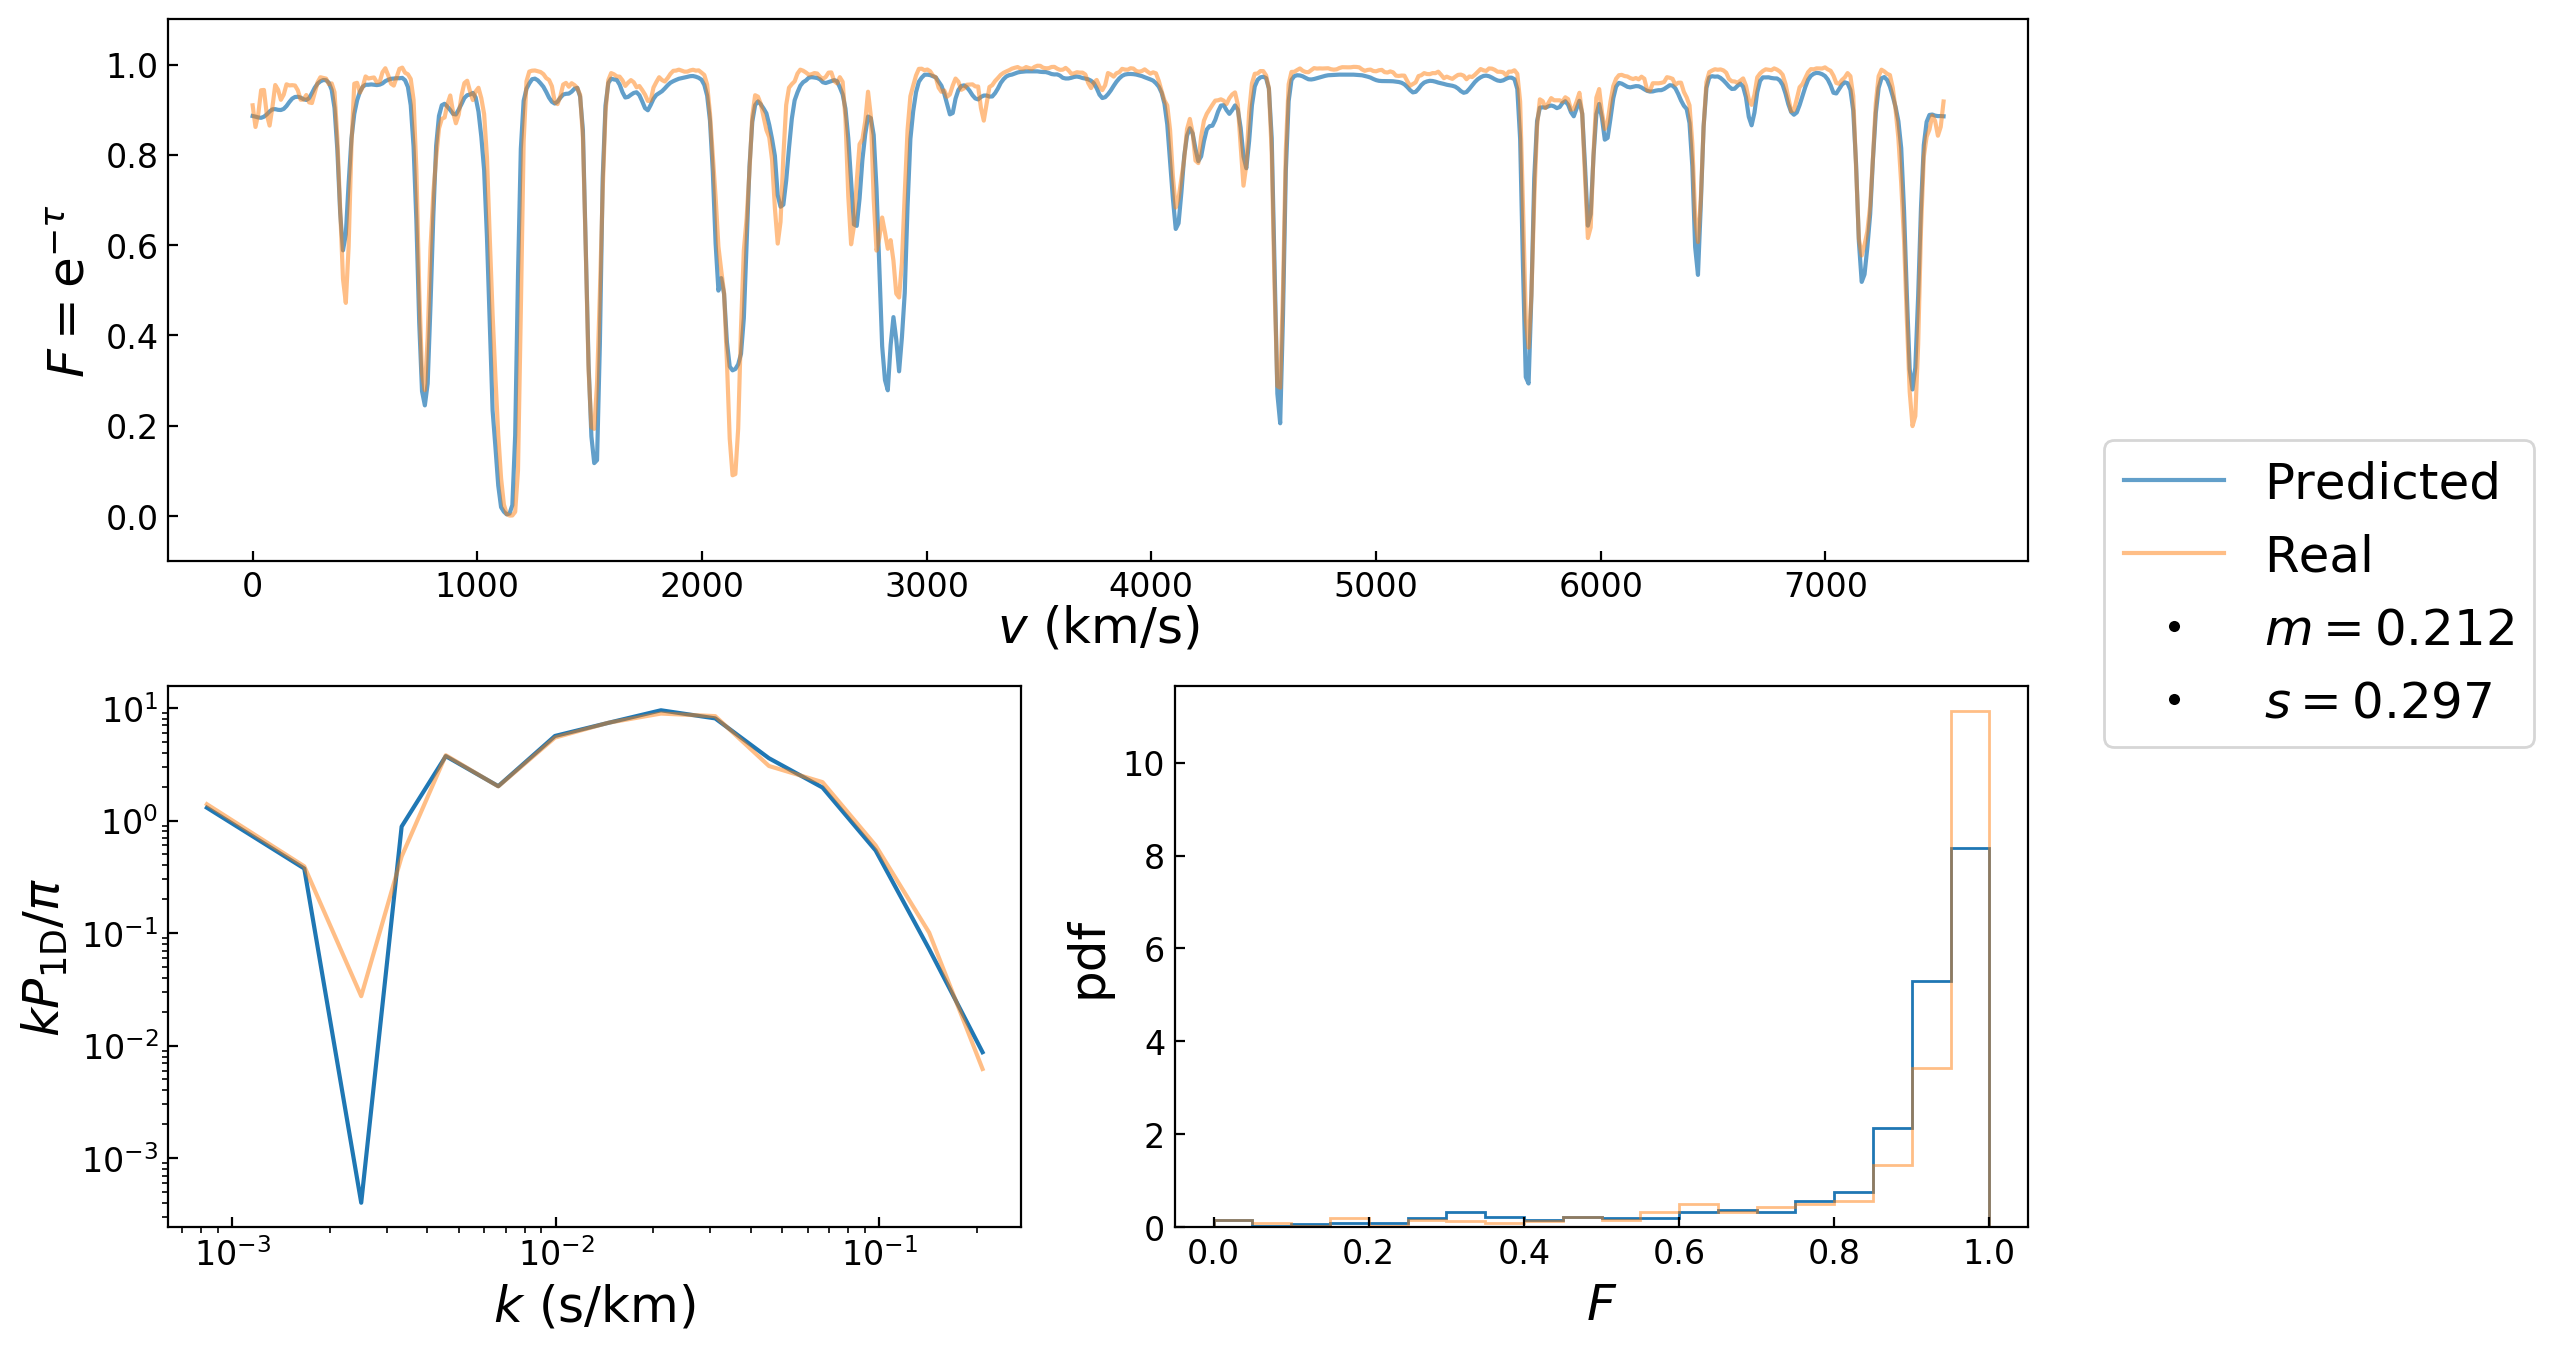 1.0
0.8
0.6
0.4
0.2
0.0
F = e^{-τ}
0 1000 2000 3000 4000 5000 6000 7000
v (km/s)
Predicted
Real
m = 0.212
s = 0.297
10^1
10^0
10^{-1}
10^{-2}
10^{-3}
kP_{1D}/π
10^{-3} 10^{-2} 10^{-1}
k (s/km)
10
8
6
4
2
0
pdf
0.0 0.2 0.4 0.6 0.8 1.0
F